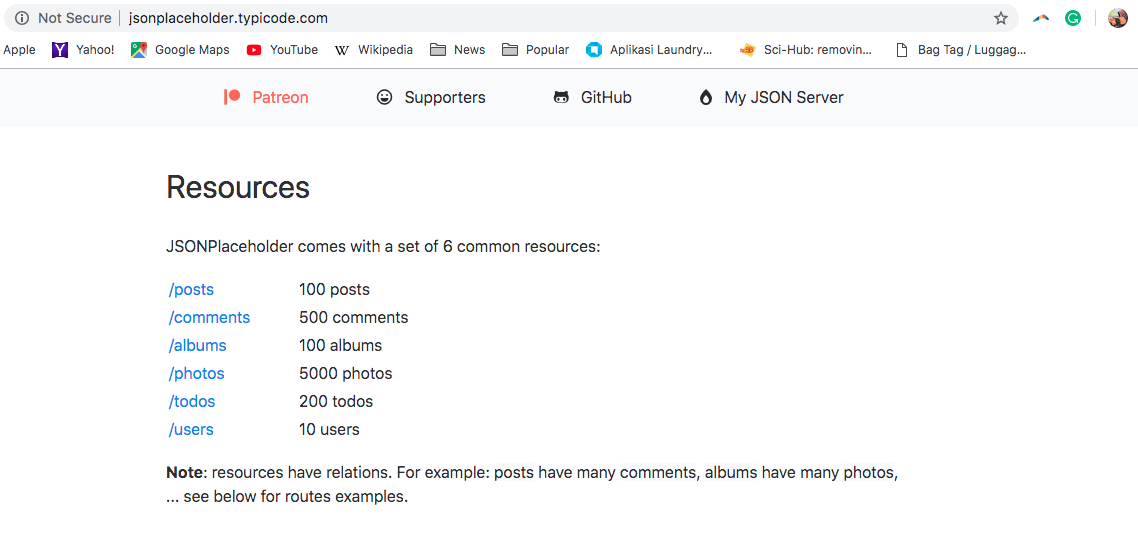 Not Secure jsonplaceholder.typicode.com
Apple Yahoo! Google Maps YouTube W Wikipedia News Popular Aplikasi Laundry... Sci-Hub: removin... Bag Tag / Luggag...
Patreon Supporters GitHub My JSON Server
Resources
JSONPlaceholder comes with a set of 6 common resources:
/posts 100 posts
/comments 500 comments
/albums 100 albums
/photos 5000 photos
/todos 200 todos
/users 10 users
Note: resources have relations. For example: posts have many comments, albums have many photos,
... see below for routes examples.